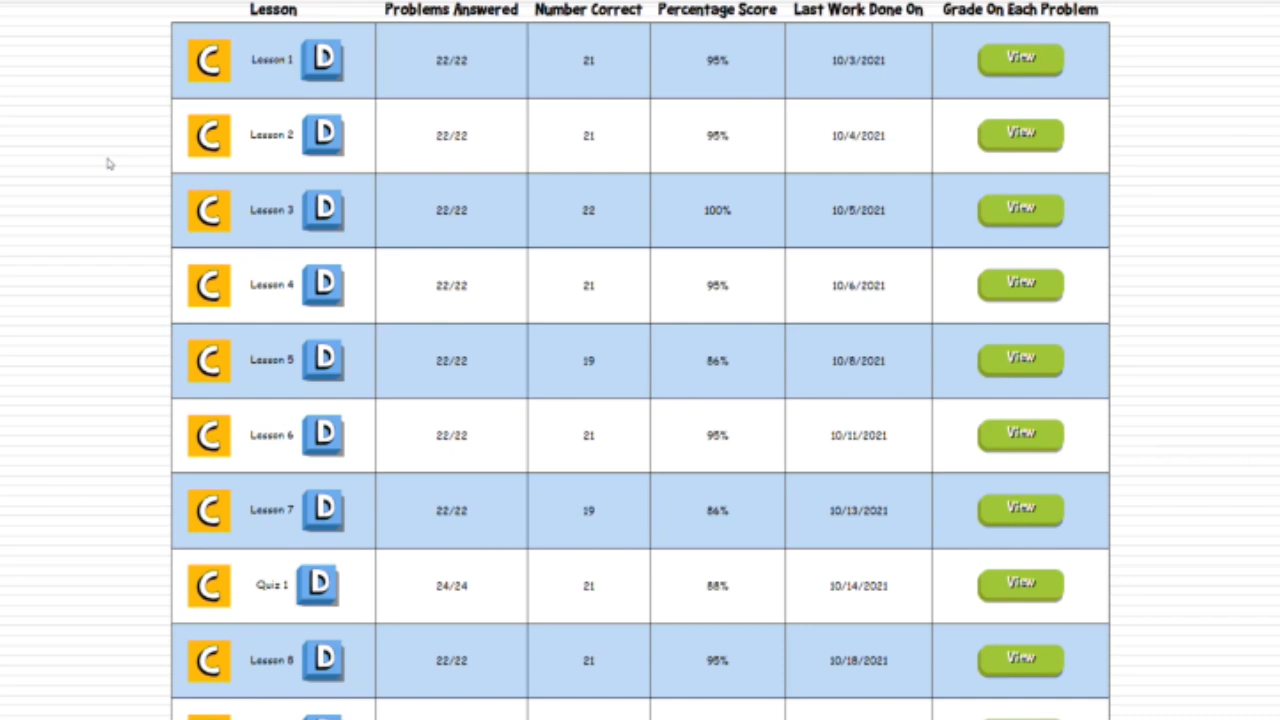 Lesson Problems Answered Number Correct Percentage Score Last Work Done On Grade On Each Problem
C Lesson 1 D 22/22 21 95% 10/3/2021 View
C Lesson 2 D 22/22 21 95% 10/4/2021 View
C Lesson 3 D 22/22 22 100% 10/5/2021 View
C Lesson 4 D 22/22 21 95% 10/6/2021 View
C Lesson 5 D 22/22 19 86% 10/8/2021 View
C Lesson 6 D 22/22 21 95% 10/11/2021 View
C Lesson 7 D 22/22 19 86% 10/13/2021 View
C Quiz 1 D 24/24 21 88% 10/14/2021 View
C Lesson 8 D 22/22 21 95% 10/18/2021 View